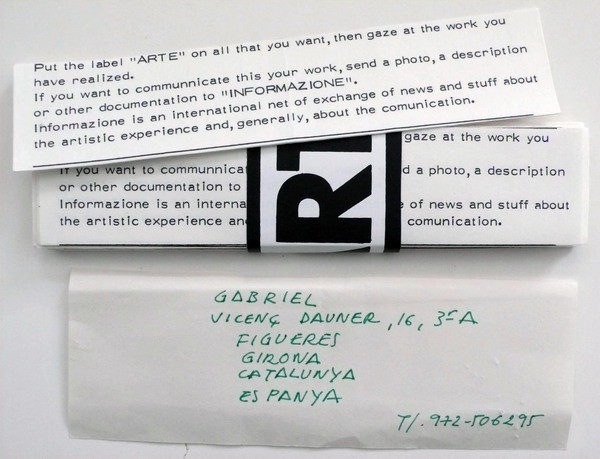 Put the label "ARTE" on all that you want, then gaze at the work you
have realized.
If you want to communnicate this your work, send a photo, a description
or other documentation to "INFORMAZIONE".
Informazione is an international net of exchange of news and stuff about
the artistic experience and, generally, about the comunication.
gaze at the work you
If you want to communicat d a photo, a description
or other documentation to
Informazione is an interna e of news and stuff about
the artistic experience an comunication.
ART
GABRIEL
VICENÇ DAUNER, 16, 3r A
FIGUERES
GIRONA
CATALUNYA
ESPANYA
Tl. 972-506295